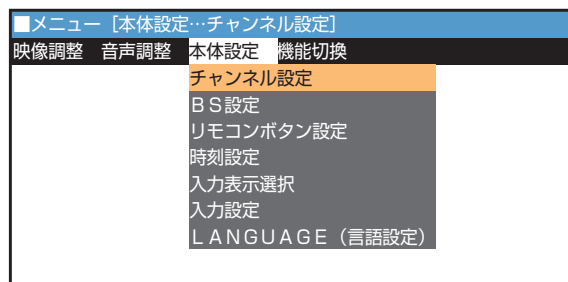 ■メニュー［本体設定…チャンネル設定］
映像調整 音声調整 本体設定 機能切換
チャンネル設定
ＢＳ設定
リモコンボタン設定
時刻設定
入力表示選択
入力設定
ＬＡＮＧＵＡＧＥ（言語設定）